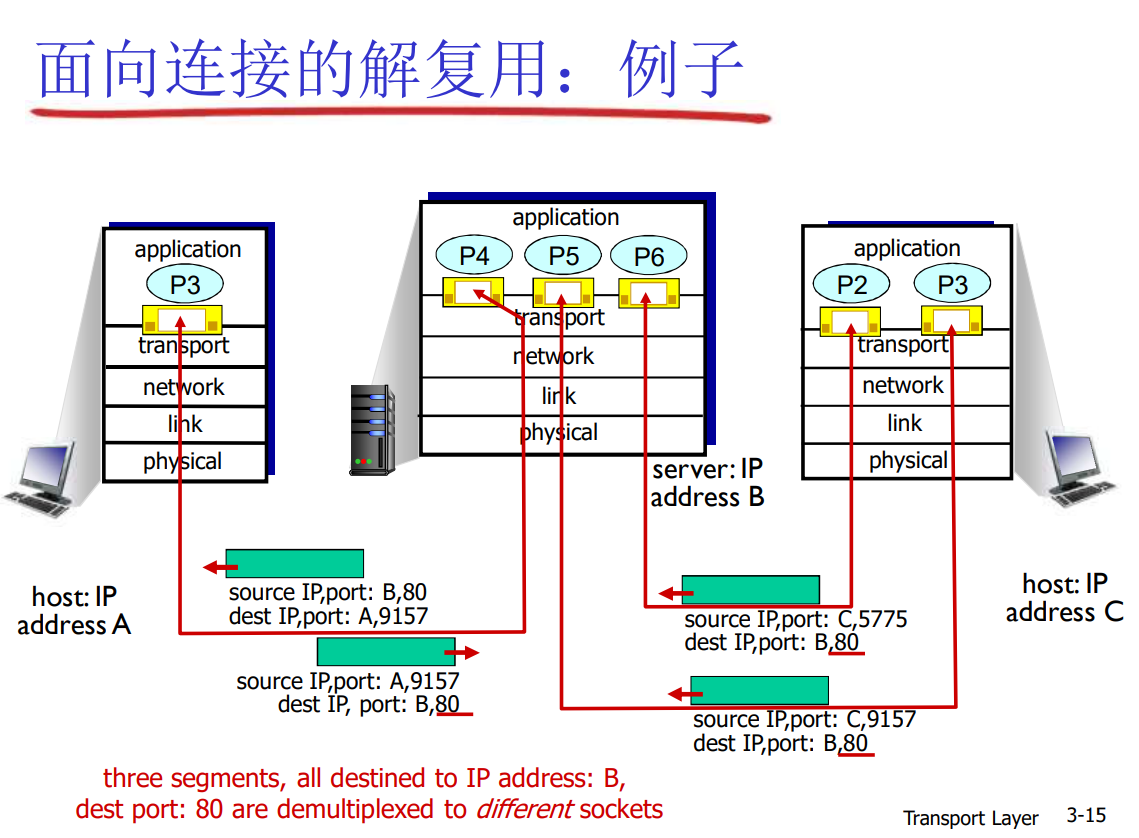 面向连接的解复用：例子
application
P3
transport
network
link
physical
host: IP
address A
application
P4 P5 P6
transport
network
link
physical
server: IP
address B
application
P2 P3
transport
network
link
physical
host: IP
address C
source IP,port: B,80
dest IP,port: A,9157
source IP,port: A,9157
dest IP, port: B,80
source IP,port: C,5775
dest IP,port: B,80
source IP,port: C,9157
dest IP,port: B,80
three segments, all destined to IP address: B,
dest port: 80 are demultiplexed to different sockets
Transport Layer 3-15